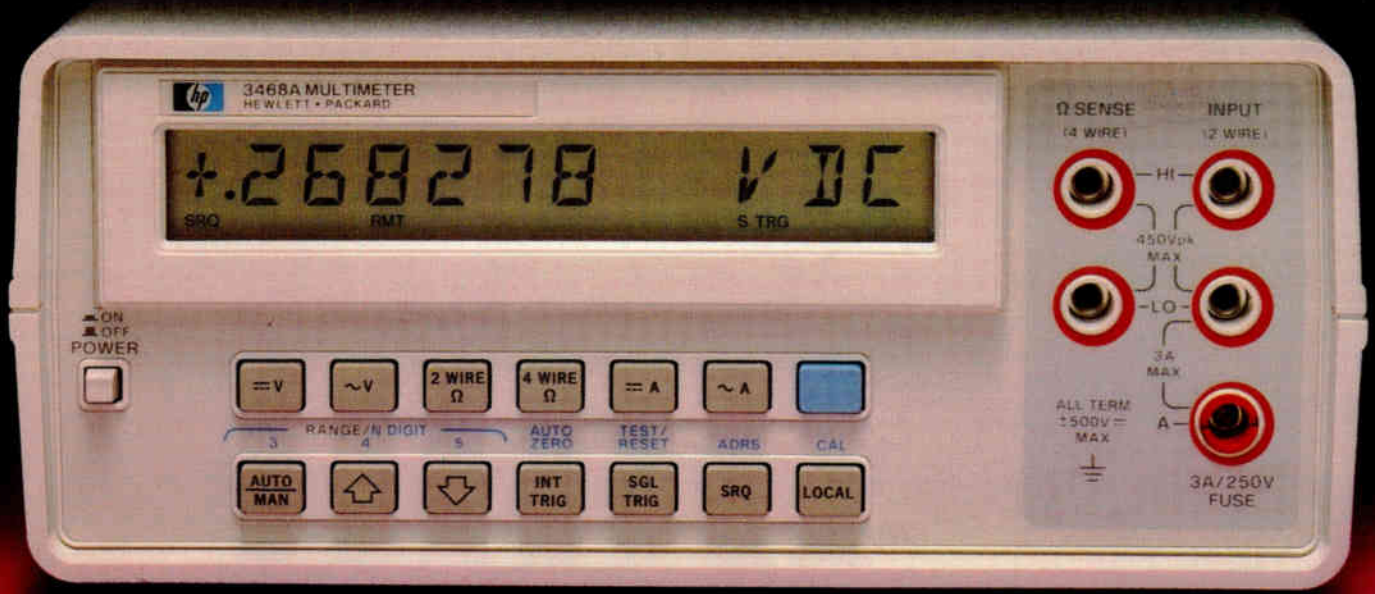 hp 3468A MULTIMETER
HEWLETT • PACKARD
+.268278 V DC
SRQ RMT S TRG
ON
OFF
POWER
⎓V ~V 2 WIRE Ω 4 WIRE Ω ⎓ A ~ A
RANGE/N DIGIT
3 4 5 AUTO ZERO TEST/RESET ADRS CAL
AUTO/MAN INT TRIG SGL TRIG SRQ LOCAL
Ω SENSE INPUT
(4 WIRE) (2 WIRE)
HI
450Vpk
MAX
LO
3A
MAX
ALL TERM
±500V⎓
MAX
A
3A/250V
FUSE